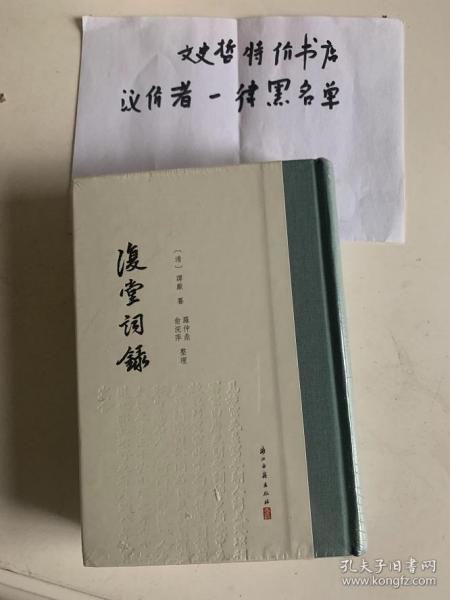 文史哲特价书店
议价者一律黑名单
復堂詞録
〔清〕譚獻 纂
羅仲鼎
俞浣萍 整理
浙江古籍出版社
孔夫子旧书网
www.kongfz.com